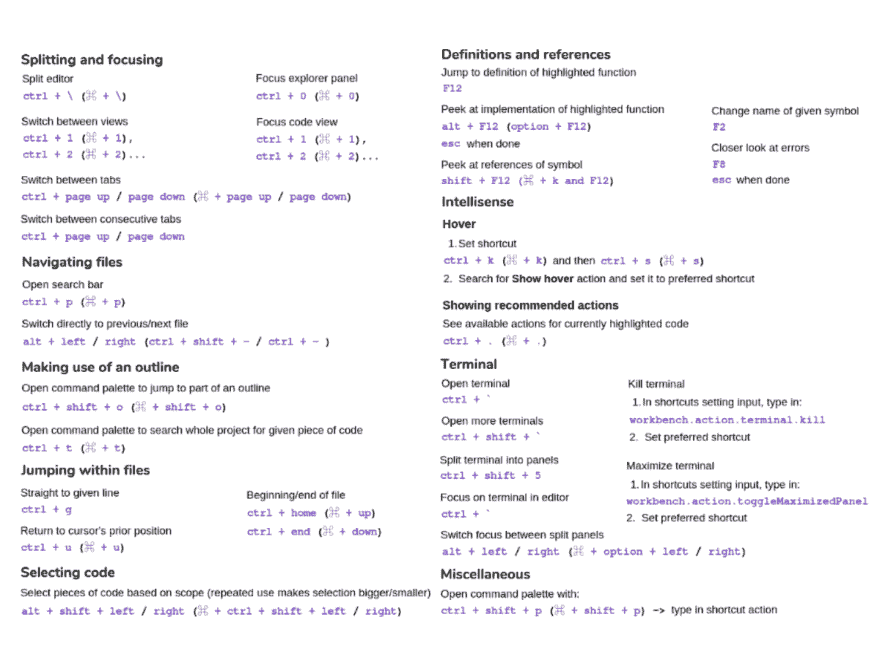 Splitting and focusing
Split editor
ctrl + \ (⌘ + \)
Focus explorer panel
ctrl + 0 (⌘ + 0)
Switch between views
ctrl + 1 (⌘ + 1),
ctrl + 2 (⌘ + 2)...
Focus code view
ctrl + 1 (⌘ + 1),
ctrl + 2 (⌘ + 2)...
Switch between tabs
ctrl + page up / page down (⌘ + page up / page down)
Switch between consecutive tabs
ctrl + page up / page down
Navigating files
Open search bar
ctrl + p (⌘ + p)
Switch directly to previous/next file
alt + left / right (ctrl + shift + - / ctrl + - )
Making use of an outline
Open command palette to jump to part of an outline
ctrl + shift + o (⌘ + shift + o)
Open command palette to search whole project for given piece of code
ctrl + t (⌘ + t)
Jumping within files
Straight to given line
ctrl + g
Return to cursor's prior position
ctrl + u (⌘ + u)
Beginning/end of file
ctrl + home (⌘ + up)
ctrl + end (⌘ + down)
Selecting code
Select pieces of code based on scope (repeated use makes selection bigger/smaller)
alt + shift + left / right (⌘ + ctrl + shift + left / right)
Definitions and references
Jump to definition of highlighted function
F12
Peek at implementation of highlighted function
alt + F12 (option + F12)
esc when done
Peek at references of symbol
shift + F12 (⌘ + k and F12)
Change name of given symbol
F2
Closer look at errors
F8
esc when done
Intellisense
Hover
1. Set shortcut
ctrl + k (⌘ + k) and then ctrl + s (⌘ + s)
2. Search for Show hover action and set it to preferred shortcut
Showing recommended actions
See available actions for currently highlighted code
ctrl + . (⌘ + .)
Terminal
Open terminal
ctrl + `
Open more terminals
ctrl + shift + `
Split terminal into panels
ctrl + shift + 5
Focus on terminal in editor
ctrl + `
Kill terminal
1. In shortcuts setting input, type in:
workbench.action.terminal.kill
2. Set preferred shortcut
Maximize terminal
1. In shortcuts setting input, type in:
workbench.action.toggleMaximizedPanel
2. Set preferred shortcut
Switch focus between split panels
alt + left / right (⌘ + option + left / right)
Miscellaneous
Open command palette with:
ctrl + shift + p (⌘ + shift + p) -> type in shortcut action